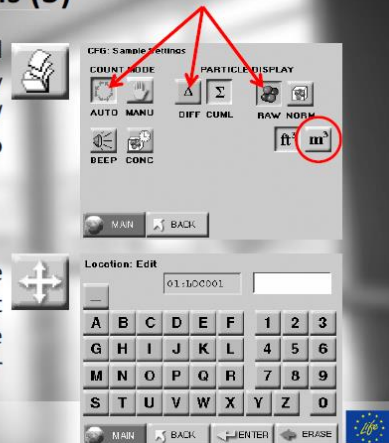 CFG: Sample Settings
COUNT MODE PARTICLE DISPLAY
Δ Σ
AUTO MANU DIFF CUML RAW NORM
ft³ m³
BEEP CONC
MAIN BACK
Location: Edit
01:LOC001
_
A B C D E F 1 2 3
G H I J K L 4 5 6
M N O P Q R 7 8 9
S T U V W X Y Z 0
MAIN BACK ENTER ERASE
Life